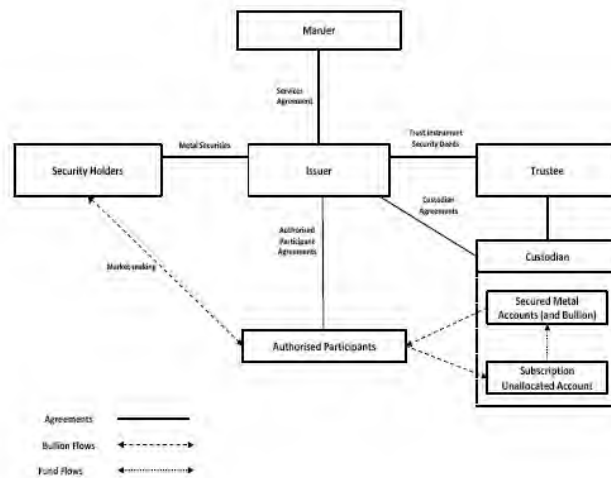 ManJer
Services
Agreement
Metal Securities
Trust Instrument
Security Deeds
Security Holders
Issuer
Trustee
Custodian
Agreements
Authorised
Participant
Agreements
Custodian
Market-making
Secured Metal
Accounts (and Bullion)
Authorised Participants
Subscription
Unallocated Account
Agreements
Bullion Flows
Fund Flows